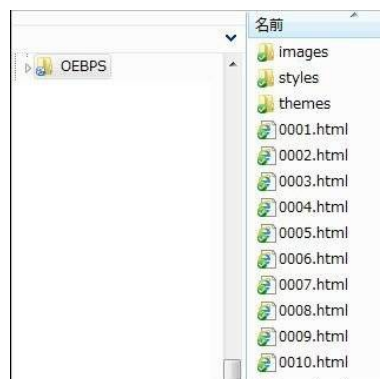 OEBPS
名前
images
styles
themes
0001.html
0002.html
0003.html
0004.html
0005.html
0006.html
0007.html
0008.html
0009.html
0010.html